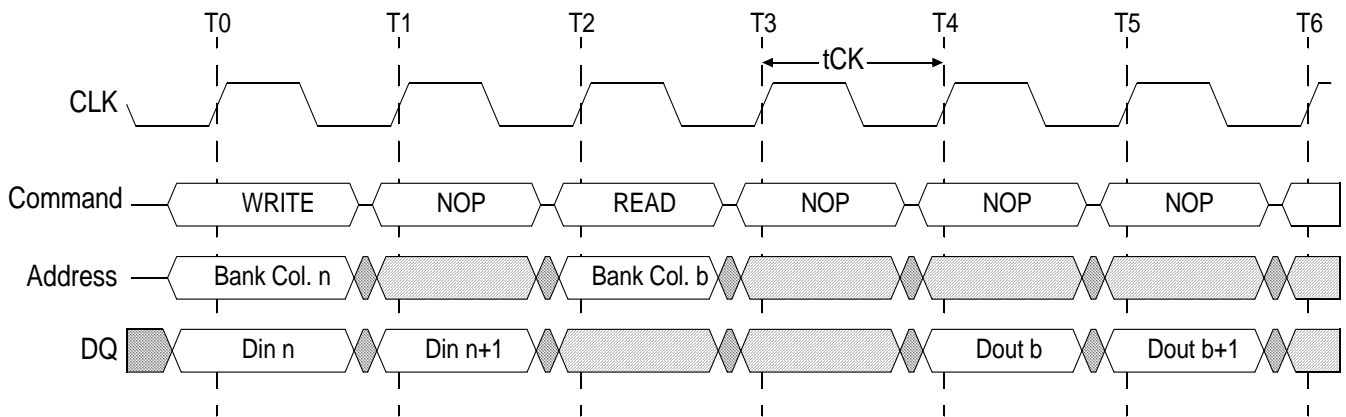 T0 T1 T2 T3 T4 T5 T6
tCK
CLK
Command WRITE NOP READ NOP NOP NOP
Address Bank Col. n Bank Col. b
DQ Din n Din n+1 Dout b Dout b+1